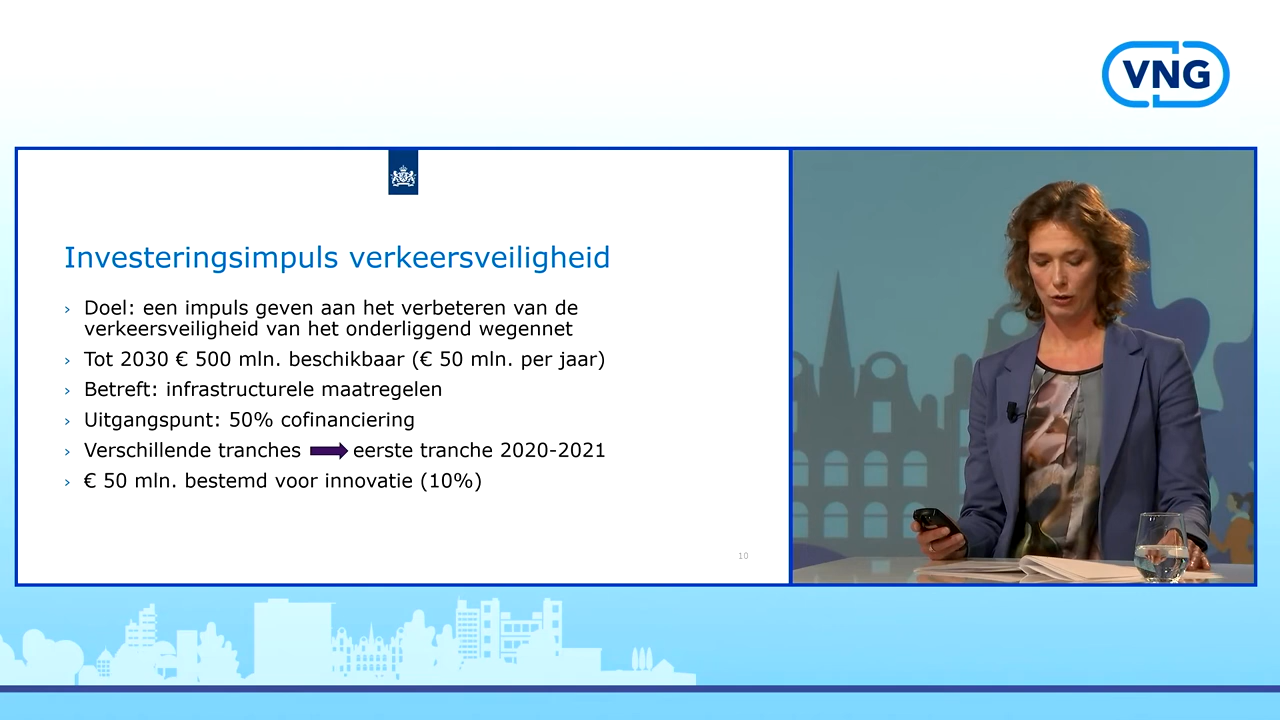 VNG
Investeringsimpuls verkeersveiligheid
› Doel: een impuls geven aan het verbeteren van de
verkeersveiligheid van het onderliggend wegennet
› Tot 2030 € 500 mln. beschikbaar (€ 50 mln. per jaar)
› Betreft: infrastructurele maatregelen
› Uitgangspunt: 50% cofinanciering
› Verschillende tranches eerste tranche 2020-2021
› € 50 mln. bestemd voor innovatie (10%)
10